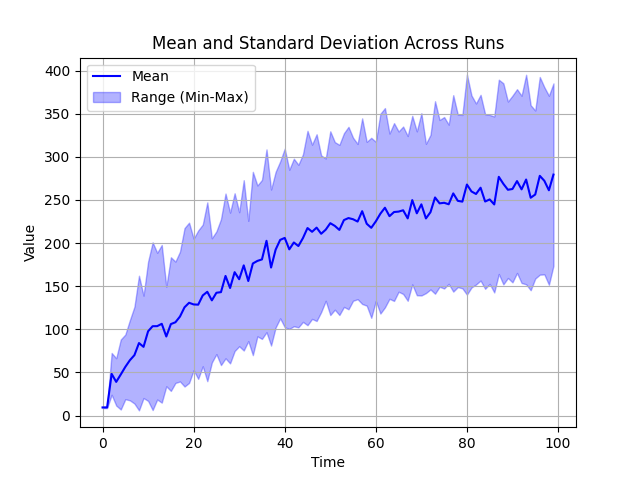 Mean and Standard Deviation Across Runs
Mean
Range (Min-Max)
400
350
300
250
200
150
100
50
0
Value
0 20 40 60 80 100
Time